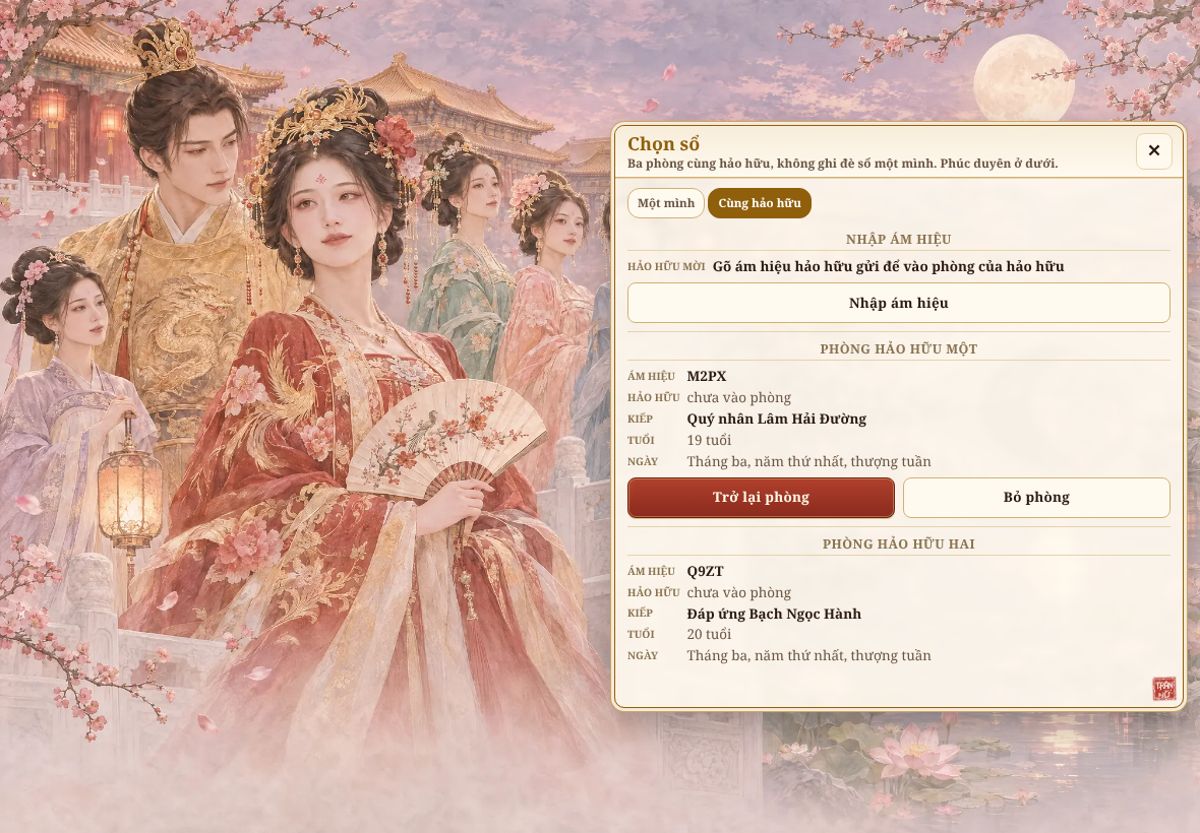 Chọn sổ
Ba phòng cùng hảo hữu, không ghi đè sổ một mình. Phúc duyên ở dưới.
Một mình
Cùng hảo hữu
NHẬP ÁM HIỆU
HẢO HỮU MỜI Gõ ám hiệu hảo hữu gửi để vào phòng của hảo hữu
Nhập ám hiệu
PHÒNG HẢO HỮU MỘT
ÁM HIỆU M2PX
HẢO HỮU chưa vào phòng
KIẾP Quý nhân Lâm Hải Đường
TUỔI 19 tuổi
NGÀY Tháng ba, năm thứ nhất, thượng tuần
Trở lại phòng
Bỏ phòng
PHÒNG HẢO HỮU HAI
ÁM HIỆU Q9ZT
HẢO HỮU chưa vào phòng
KIẾP Đáp ứng Bạch Ngọc Hành
TUỔI 20 tuổi
NGÀY Tháng ba, năm thứ nhất, thượng tuần